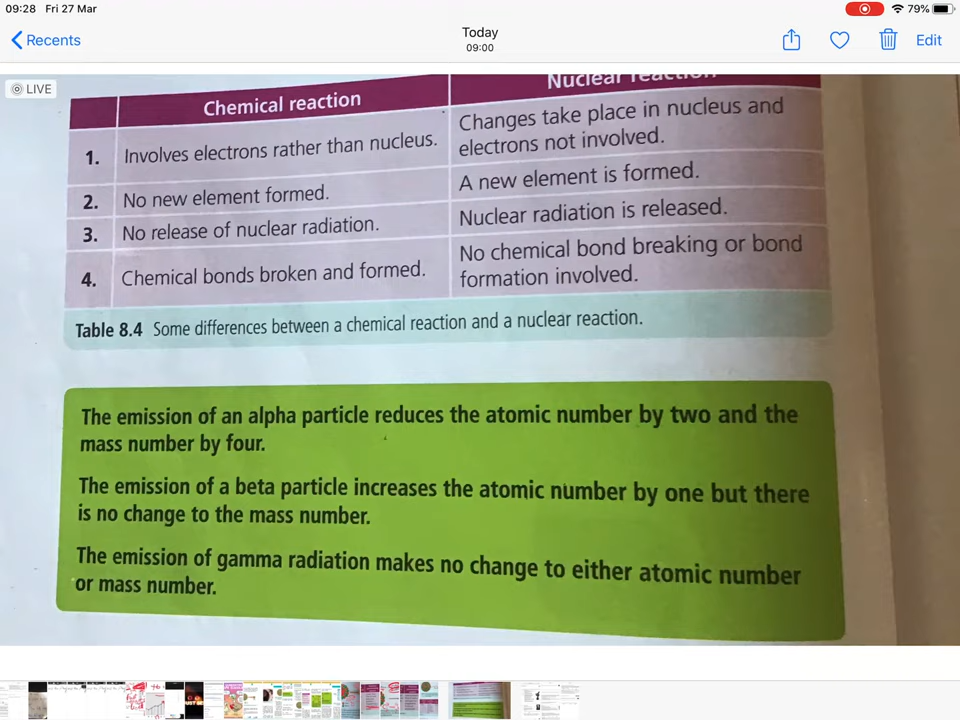 09:28 Fri 27 Mar
79%
Recents
Today
09:00
Edit
LIVE
Chemical reaction
Nuclear reaction
1. Involves electrons rather than nucleus.
Changes take place in nucleus and
electrons not involved.
2. No new element formed.
A new element is formed.
3. No release of nuclear radiation.
Nuclear radiation is released.
4. Chemical bonds broken and formed.
No chemical bond breaking or bond
formation involved.
Table 8.4 Some differences between a chemical reaction and a nuclear reaction.
The emission of an alpha particle reduces the atomic number by two and the
mass number by four.
The emission of a beta particle increases the atomic number by one but there
is no change to the mass number.
The emission of gamma radiation makes no change to either atomic number
or mass number.